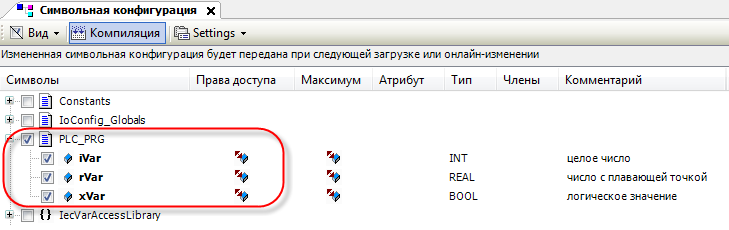 Символьная конфигурация
Вид Компиляция Settings
Измененная символьная конфигурация будет передана при следующей загрузке или онлайн-изменении
Символы Права доступа Максимум Атрибут Тип Члены Комментарий
Constants
IoConfig_Globals
PLC_PRG
iVar INT целое число
rVar REAL число с плавающей точкой
xVar BOOL логическое значение
{} IecVarAccessLibrary